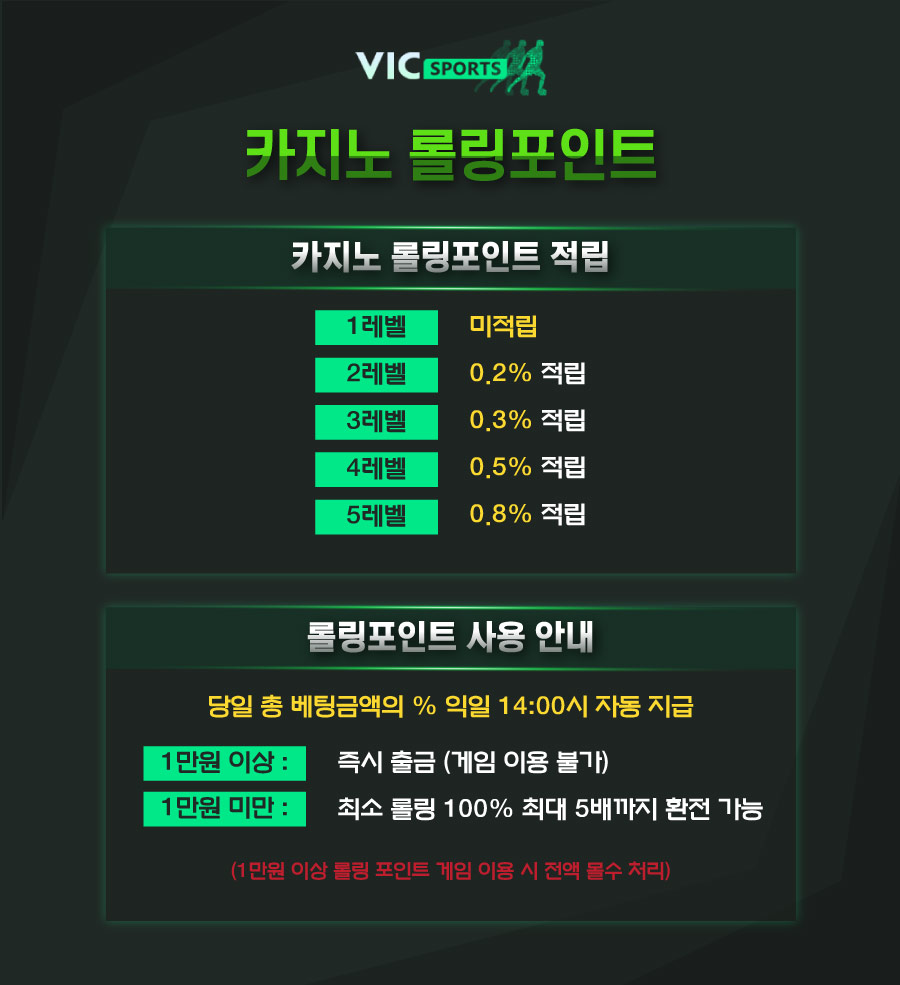 VIC SPORTS
카지노 롤링포인트
카지노 롤링포인트 적립
1레벨 미적립
2레벨 0.2% 적립
3레벨 0.3% 적립
4레벨 0.5% 적립
5레벨 0.8% 적립
롤링포인트 사용 안내
당일 총 베팅금액의 % 익일 14:00시 자동 지급
1만원 이상 : 즉시 출금 (게임 이용 불가)
1만원 미만 : 최소 롤링 100% 최대 5배까지 환전 가능
(1만원 이상 롤링 포인트 게임 이용 시 전액 몰수 처리)